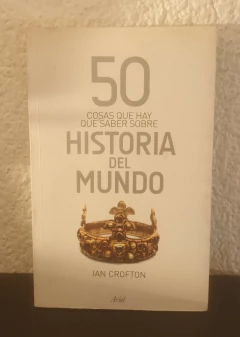 50
COSAS QUE HAY
QUE SABER SOBRE
HISTORIA
DEL
MUNDO
IAN CROFTON
Ariel